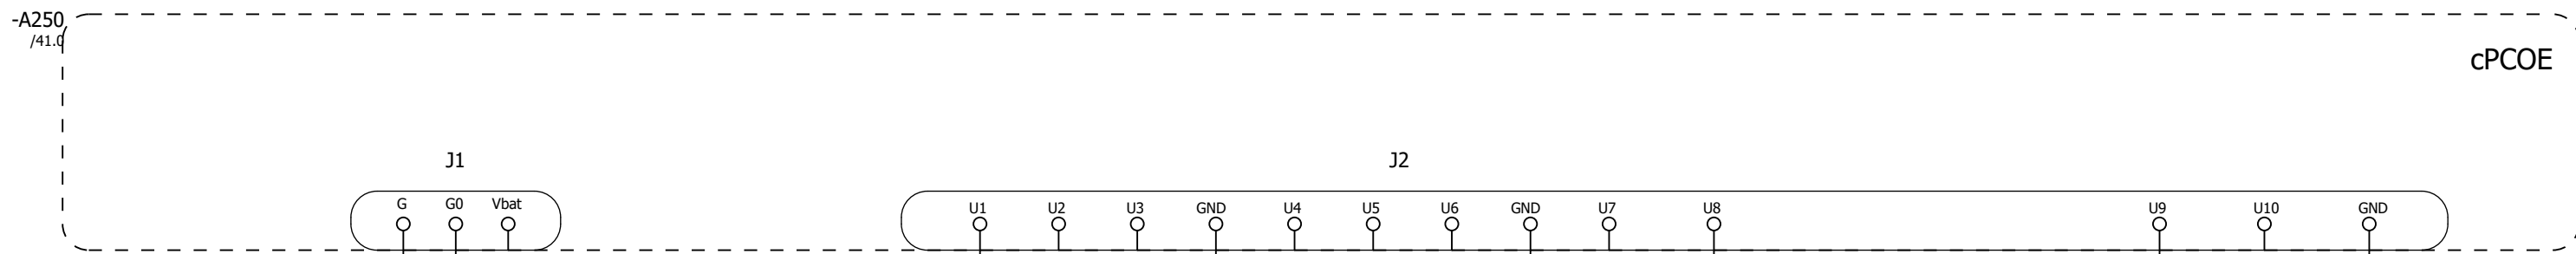 -A250
/41.0
cPCOE
J1
J2
G G0 Vbat
U1 U2 U3 GND U4 U5 U6 GND U7 U8 U9 U10 GND